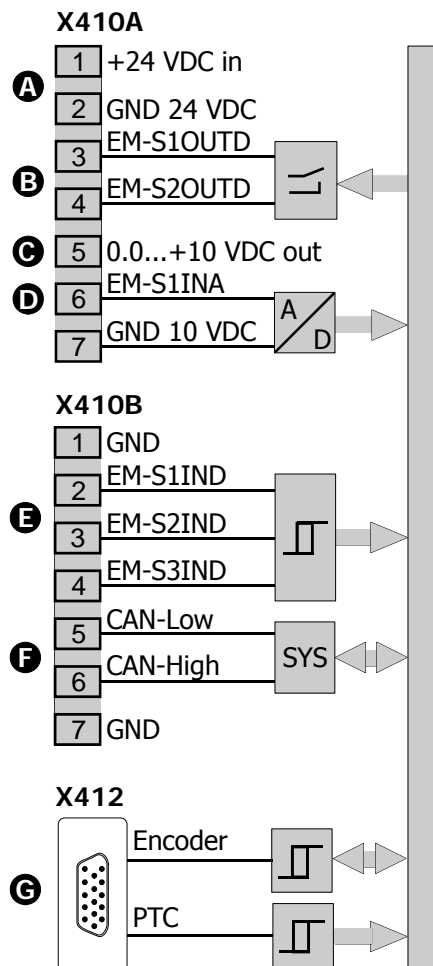 X410A
A
1 +24 VDC in
2 GND 24 VDC
3 EM-S1OUTD
B
4 EM-S2OUTD
C 5 0.0...+10 VDC out
D 6 EM-S1INA
A
D
7 GND 10 VDC
X410B
1 GND
2 EM-S1IND
E
3 EM-S2IND
4 EM-S3IND
5 CAN-Low
F
SYS
6 CAN-High
7 GND
X412
Encoder
G
PTC